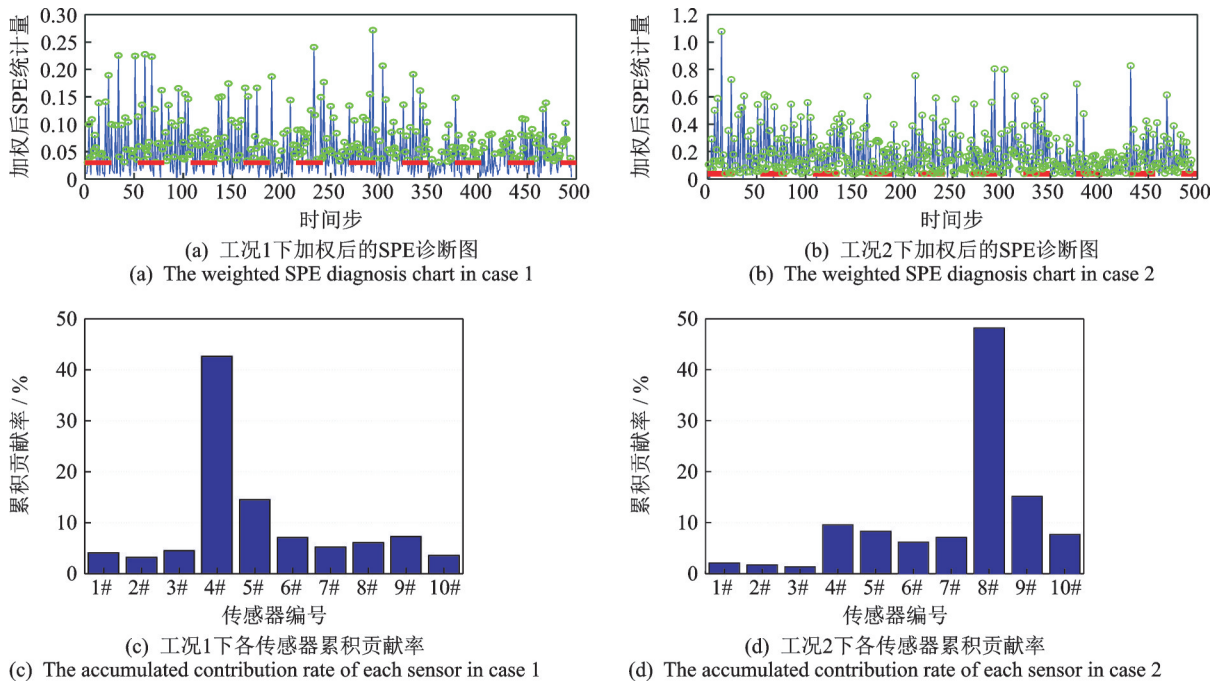 加权后SPE统计量
0.30
0.25
0.20
0.15
0.10
0.05
0
0 50 100 150 200 250 300 350 400 450 500
时间步
(a) 工况1下加权后的SPE诊断图
(a) The weighted SPE diagnosis chart in case 1
加权后SPE统计量
1.2
1.0
0.8
0.6
0.4
0.2
0
0 50 100 150 200 250 300 350 400 450 500
时间步
(b) 工况2下加权后的SPE诊断图
(b) The weighted SPE diagnosis chart in case 2
累积贡献率 / %
50
40
30
20
10
0
1# 2# 3# 4# 5# 6# 7# 8# 9# 10#
传感器编号
(c) 工况1下各传感器累积贡献率
(c) The accumulated contribution rate of each sensor in case 1
累积贡献率 / %
50
40
30
20
10
0
1# 2# 3# 4# 5# 6# 7# 8# 9# 10#
传感器编号
(d) 工况2下各传感器累积贡献率
(d) The accumulated contribution rate of each sensor in case 2